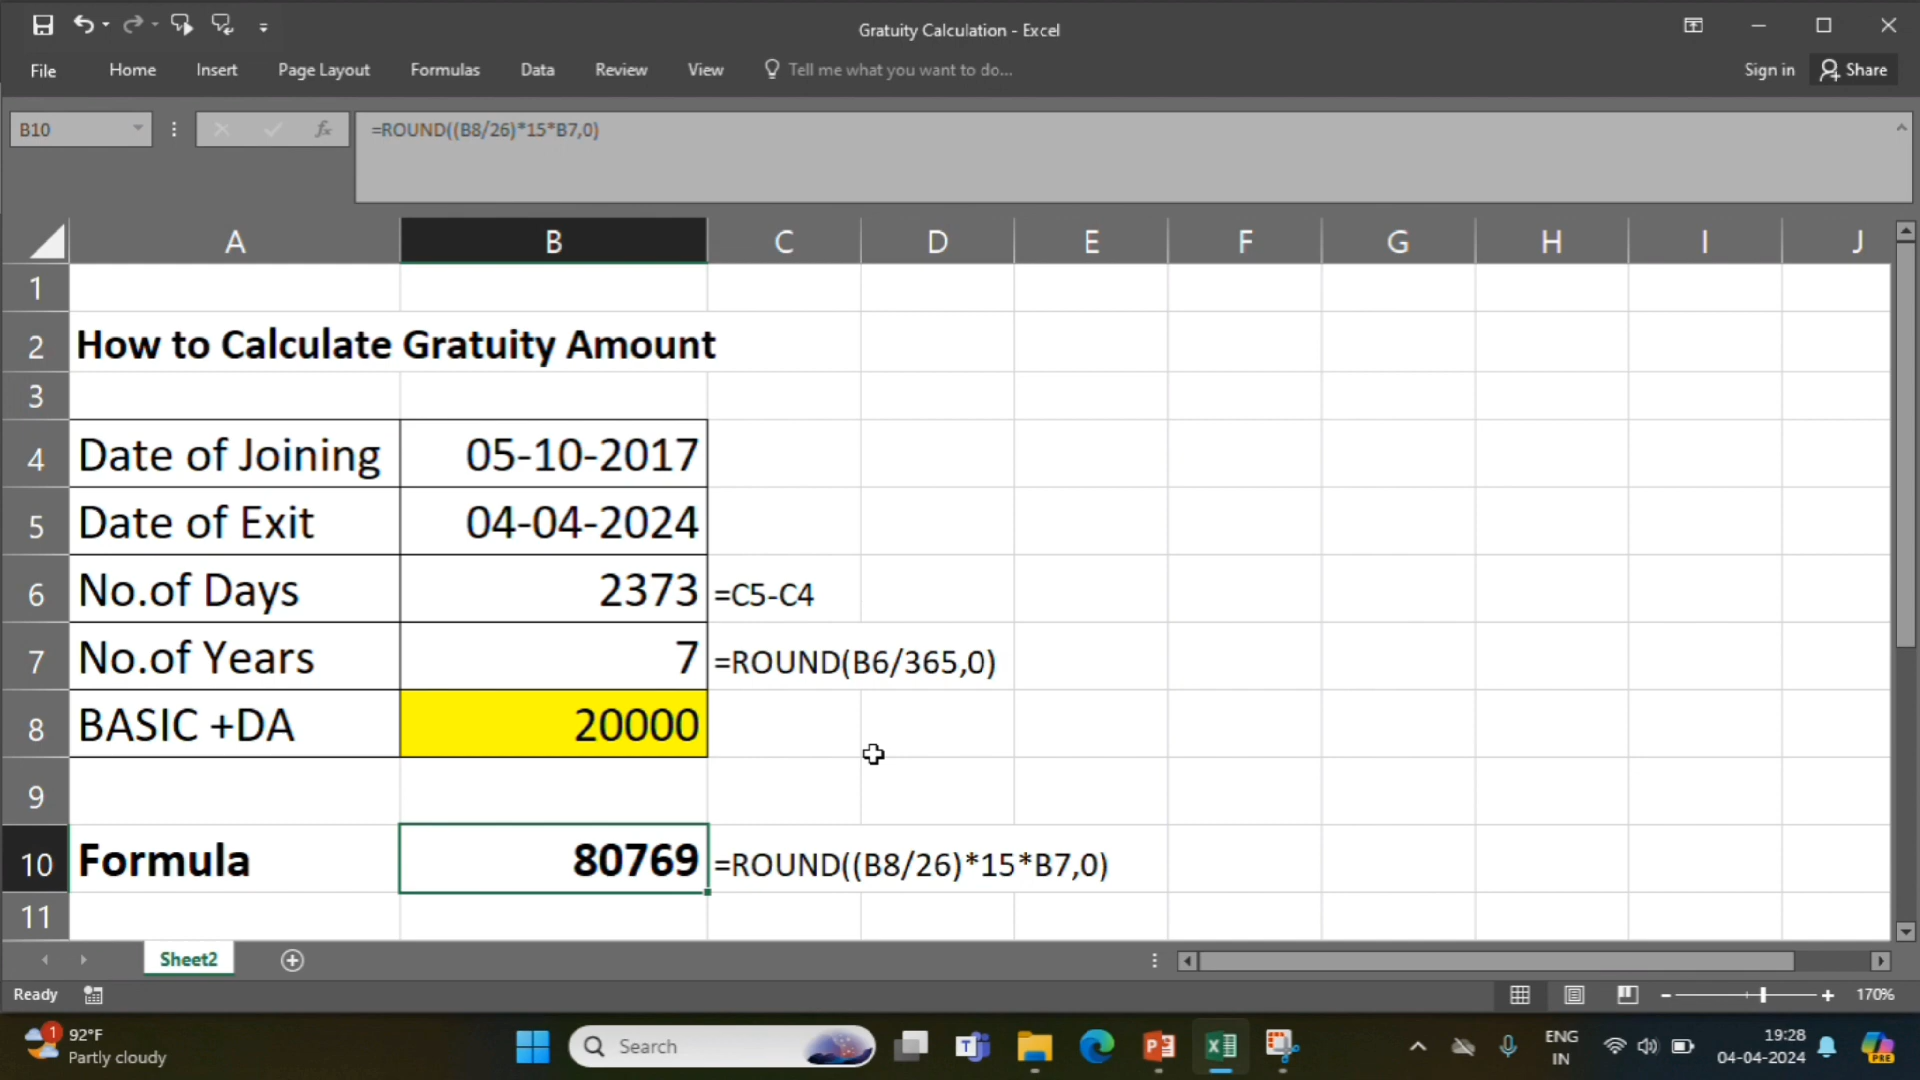 Gratuity Calculation - Excel
File Home Insert Page Layout Formulas Data Review View Tell me what you want to do... Sign in Share
B10 fx =ROUND((B8/26)*15*B7,0)
A B C D E F G H I J
1
2 How to Calculate Gratuity Amount
3
4 Date of Joining 05-10-2017
5 Date of Exit 04-04-2024
6 No.of Days 2373 =C5-C4
7 No.of Years 7 =ROUND(B6/365,0)
8 BASIC +DA 20000
9
10 Formula 80769 =ROUND((B8/26)*15*B7,0)
11
Sheet2
Ready 170%
1 92°F
Partly cloudy
Search
ENG
IN
19:28
04-04-2024
PRE